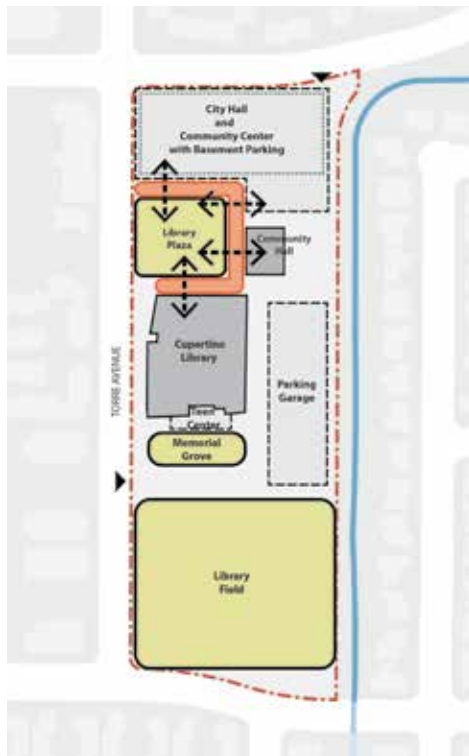 City Hall
and
Community Center
with Basement Parking
Library
Plaza
Community
Hall
TORRE AVENUE
Cupertino
Library
Parking
Garage
Teen
Center
Memorial
Grove
Library
Field